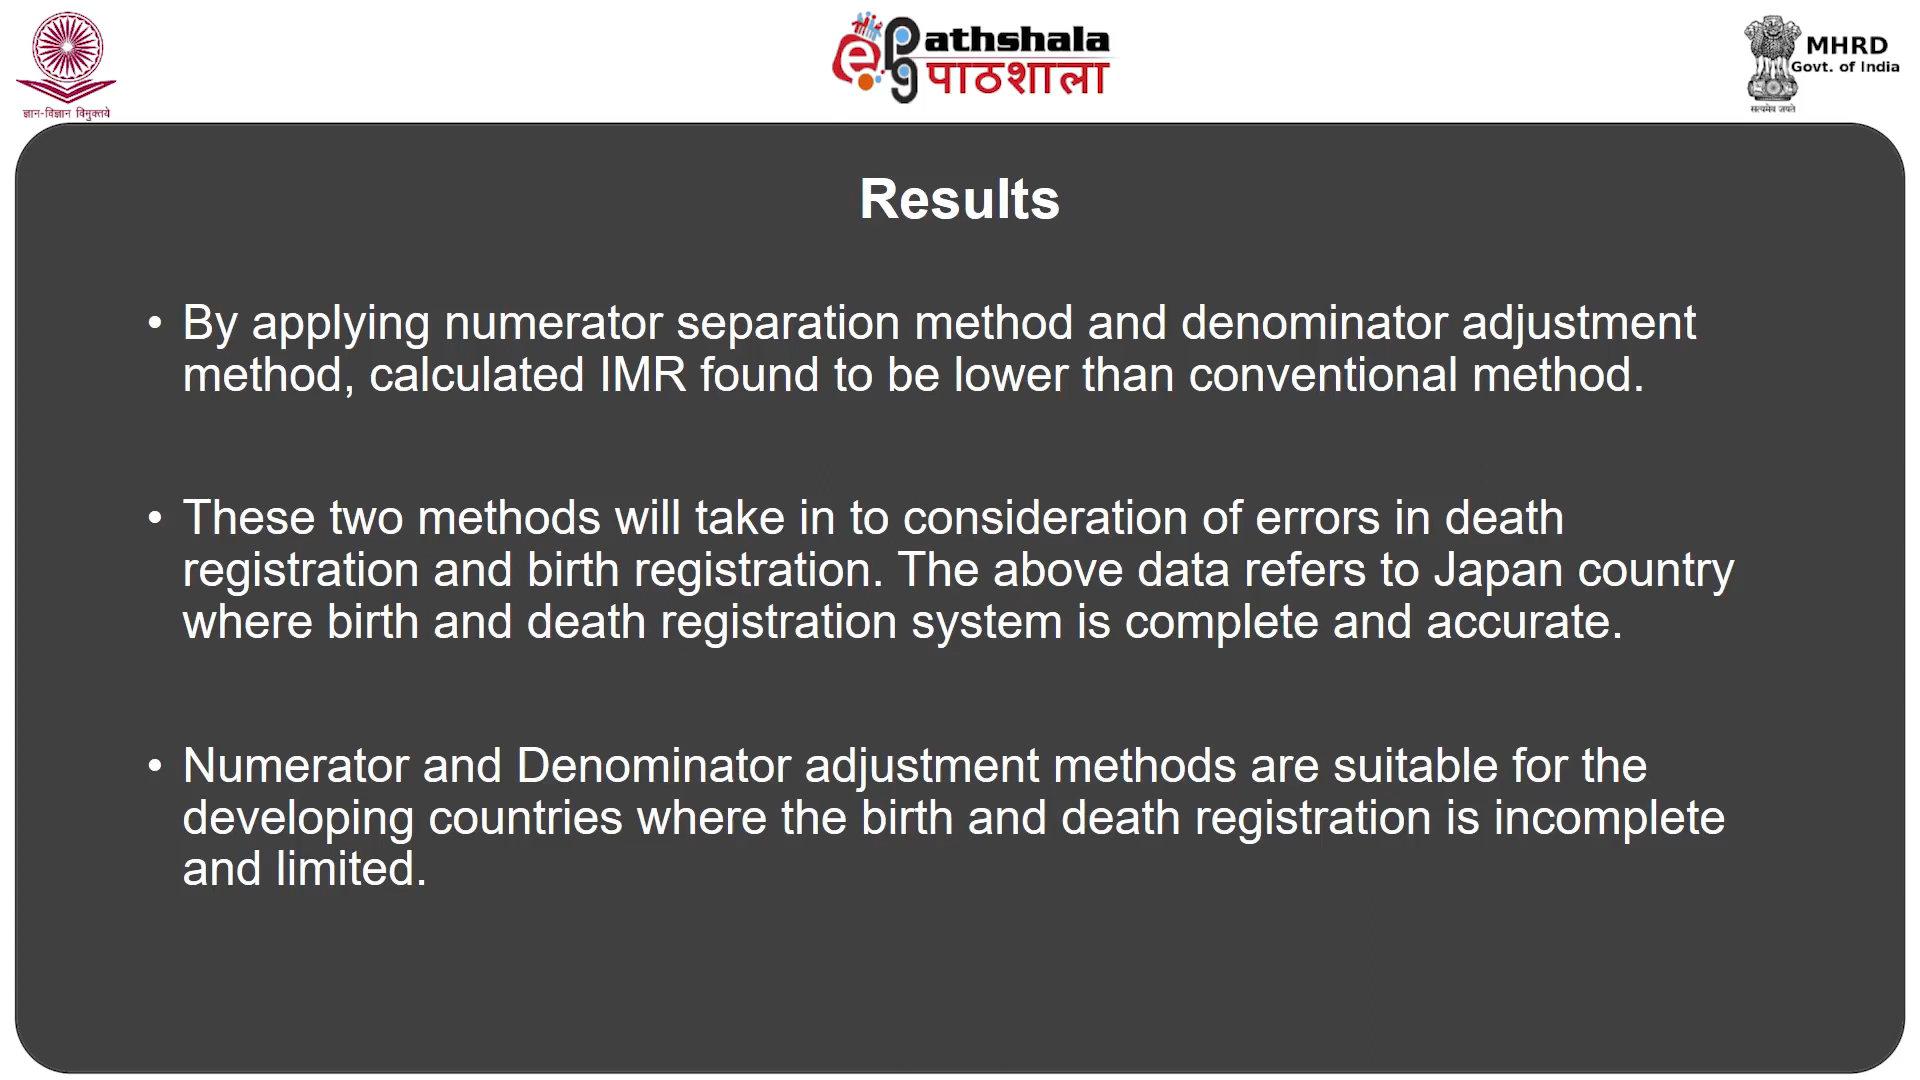 ज्ञान-विज्ञान विमुक्तये
e
pg
Pathshala
पाठशाला
MHRD
Govt. of India
सत्यमेव जयते
Results
• By applying numerator separation method and denominator adjustment
method, calculated IMR found to be lower than conventional method.
• These two methods will take in to consideration of errors in death
registration and birth registration. The above data refers to Japan country
where birth and death registration system is complete and accurate.
• Numerator and Denominator adjustment methods are suitable for the
developing countries where the birth and death registration is incomplete
and limited.